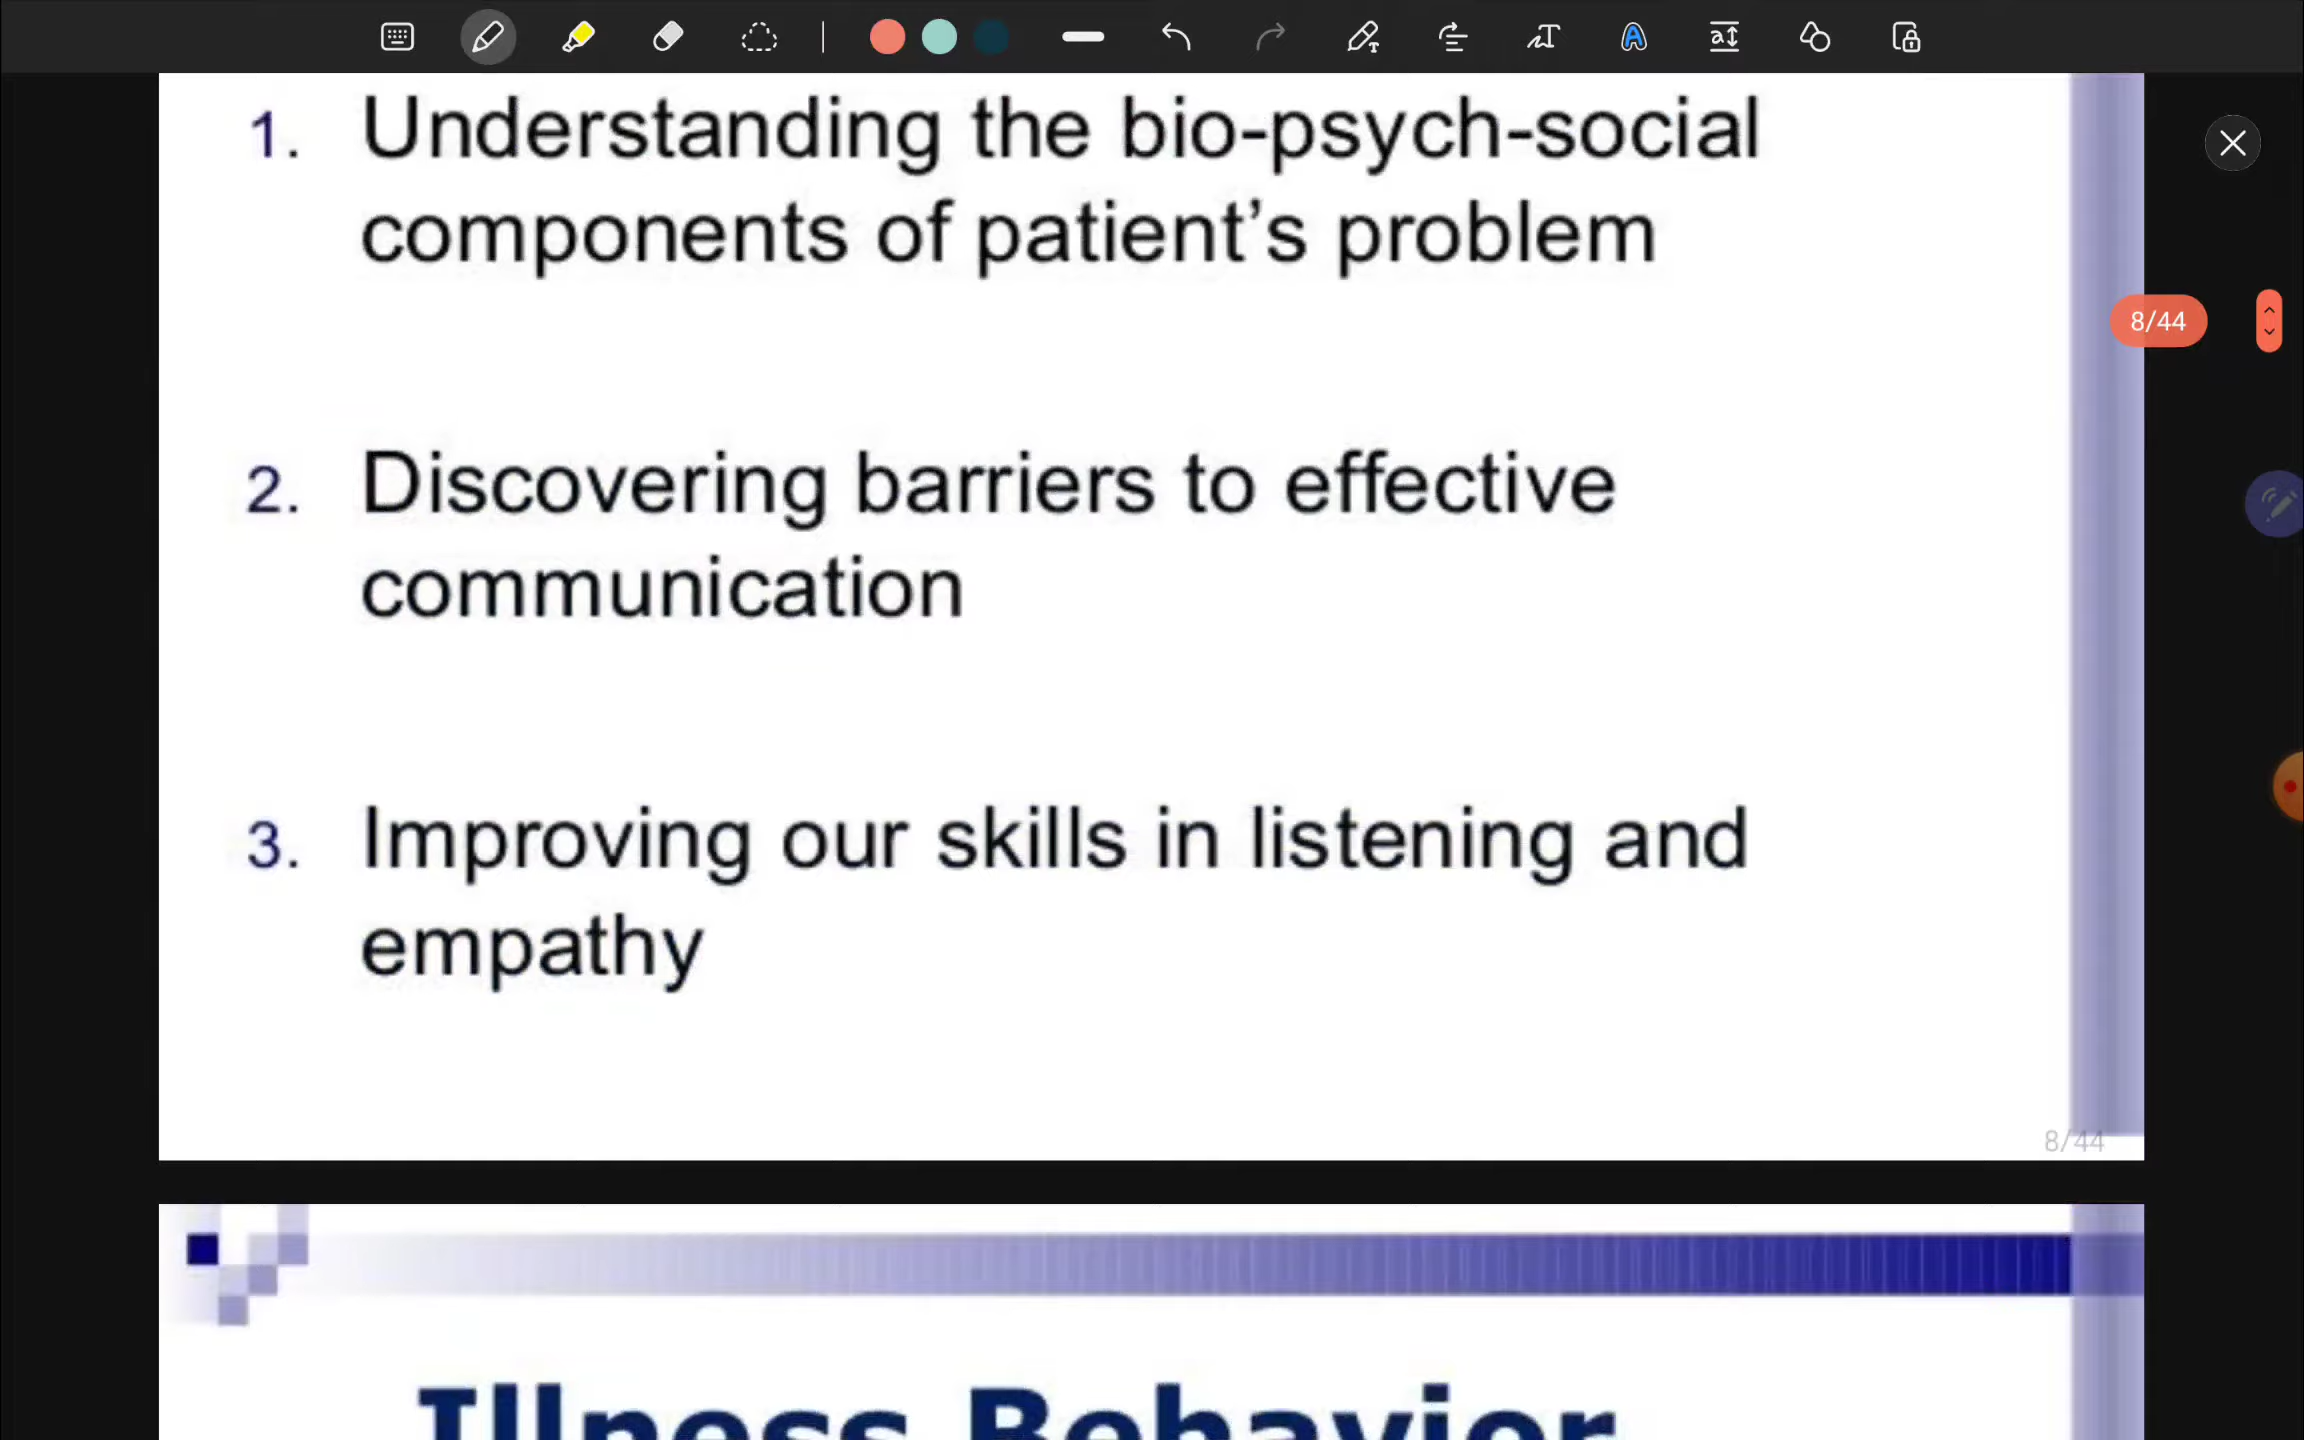 1. Understanding the bio-psych-social
components of patient’s problem
8/44
2. Discovering barriers to effective
communication
3. Improving our skills in listening and
empathy
8/44
Illness Behavior